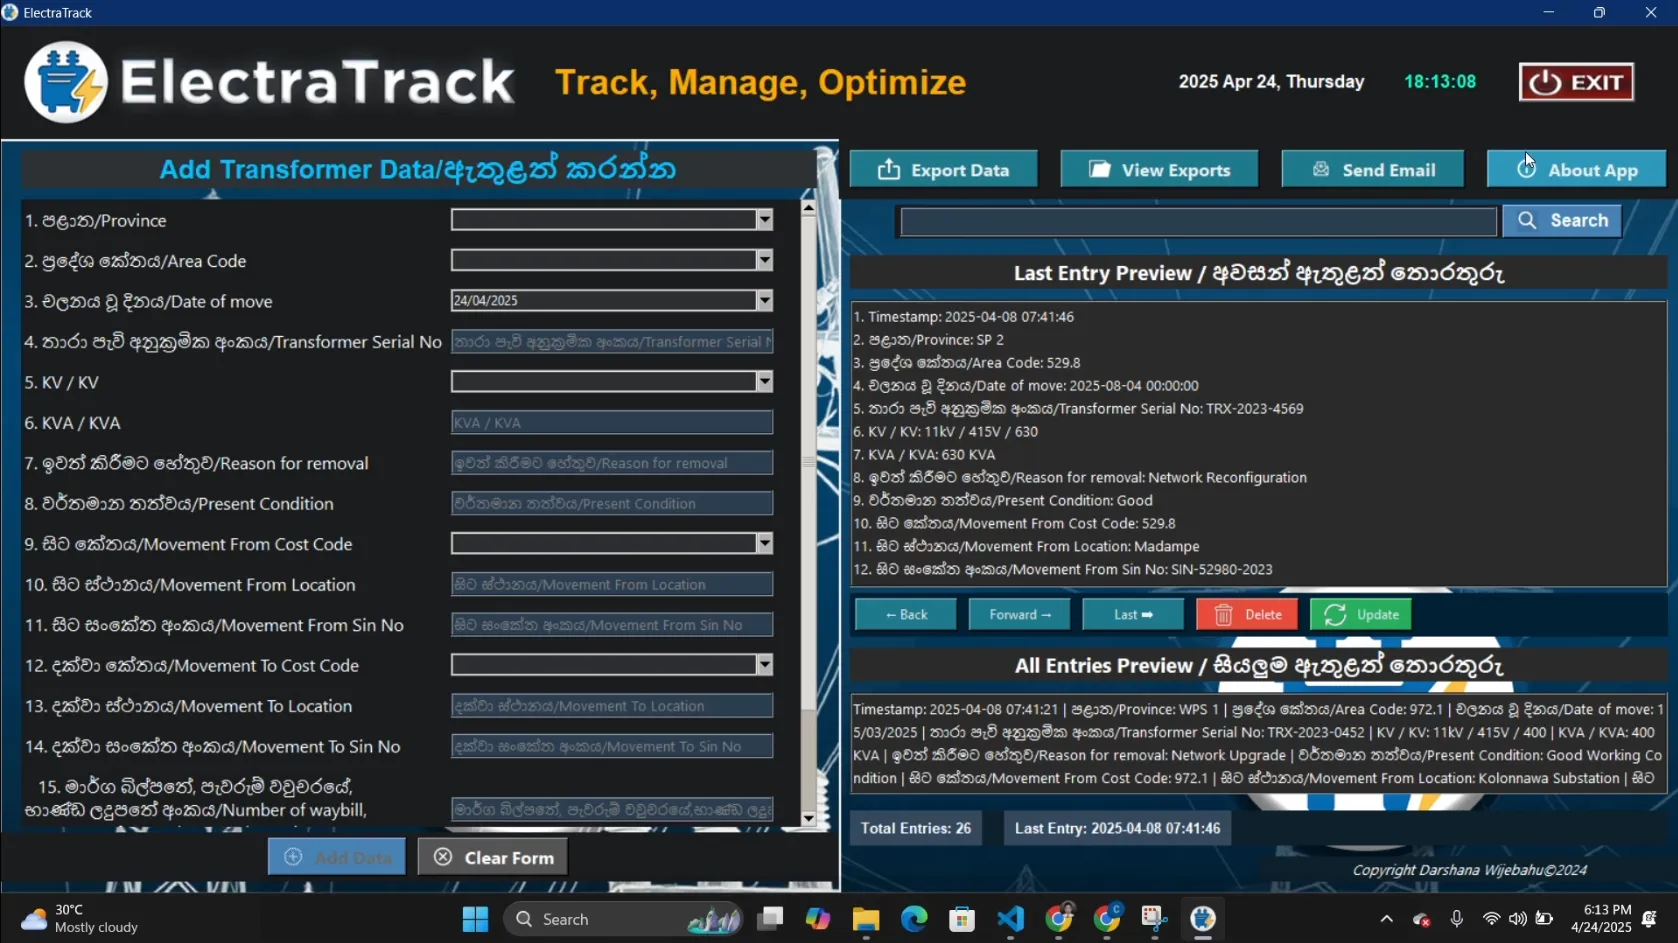 ElectraTrack
ElectraTrack
Track, Manage, Optimize
2025 Apr 24, Thursday
18:13:08
EXIT
Add Transformer Data/ඇතුළත් කරන්න
1. පළාත/Province
2. ප්‍රදේශ කේතය/Area Code
3. චලනය වූ දිනය/Date of move
24/04/2025
4. තාරා පැවි අනුක්‍රමික අංකය/Transformer Serial No
තාරා පැවි අනුක්‍රමික අංකය/Transformer Serial N
5. KV / KV
6. KVA / KVA
KVA / KVA
7. ඉවත් කිරීමට හේතුව/Reason for removal
ඉවත් කිරීමට හේතුව/Reason for removal
8. වර්තමාන තත්වය/Present Condition
වර්තමාන තත්වය/Present Condition
9. සිට කේතය/Movement From Cost Code
10. සිට ස්ථානය/Movement From Location
සිට ස්ථානය/Movement From Location
11. සිට සංකේත අංකය/Movement From Sin No
සිට සංකේත අංකය/Movement From Sin No
12. දක්වා කේතය/Movement To Cost Code
13. දක්වා ස්ථානය/Movement To Location
දක්වා ස්ථානය/Movement To Location
14. දක්වා සංකේත අංකය/Movement To Sin No
දක්වා සංකේත අංකය/Movement To Sin No
15. මාර්ග බිල්පතේ, පැවරුම් වවුචරයේ,
භාණ්ඩ ලදුපතේ අංකය/Number of waybill,
මාර්ග බිල්පතේ, පැවරුම් වවුචරයේ,භාණ්ඩ ලදු
Add Data
Clear Form
Export Data
View Exports
Send Email
About App
Search
Last Entry Preview / අවසන් ඇතුළත් තොරතුරු
1. Timestamp: 2025-04-08 07:41:46
2. පළාත/Province: SP 2
3. ප්‍රදේශ කේතය/Area Code: 529.8
4. චලනය වූ දිනය/Date of move: 2025-08-04 00:00:00
5. තාරා පැවි අනුක්‍රමික අංකය/Transformer Serial No: TRX-2023-4569
6. KV / KV: 11kV / 415V / 630
7. KVA / KVA: 630 KVA
8. ඉවත් කිරීමට හේතුව/Reason for removal: Network Reconfiguration
9. වර්තමාන තත්වය/Present Condition: Good
10. සිට කේතය/Movement From Cost Code: 529.8
11. සිට ස්ථානය/Movement From Location: Madampe
12. සිට සංකේත අංකය/Movement From Sin No: SIN-52980-2023
←Back
Forward→
Last ➡
Delete
Update
All Entries Preview / සියලුම ඇතුළත් තොරතුරු
Timestamp: 2025-04-08 07:41:21 | පළාත/Province: WPS 1 | ප්‍රදේශ කේතය/Area Code: 972.1 | චලනය වූ දිනය/Date of move: 1
5/03/2025 | තාරා පැවි අනුක්‍රමික අංකය/Transformer Serial No: TRX-2023-0452 | KV / KV: 11kV / 415V / 400 | KVA / KVA: 400
KVA | ඉවත් කිරීමට හේතුව/Reason for removal: Network Upgrade | වර්තමාන තත්වය/Present Condition: Good Working Co
ndition | සිට කේතය/Movement From Cost Code: 972.1 | සිට ස්ථානය/Movement From Location: Kolonnawa Substation | සිට
Total Entries: 26
Last Entry: 2025-04-08 07:41:46
Copyright Darshana Wijebahu©2024
30°C
Mostly cloudy
Search
6:13 PM
4/24/2025